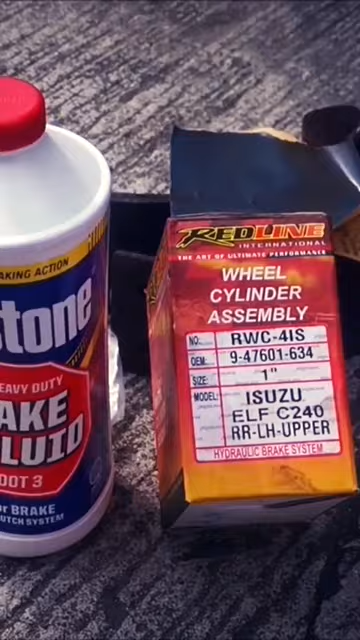 AKING ACTION
stone
EAVY DUTY
AKE
LUID
DOT 3
or BRAKE
UTCH SYSTEM
REDLINE
INTERNATIONAL
THE ART OF ULTIMATE PERFORMANCE
WHEEL
CYLINDER
ASSEMBLY
NO: RWC-4IS
OEM: 9-47601-634
SIZE: 1"
MODEL: ISUZU
ELF C240
RR-LH-UPPER
HYDRAULIC BRAKE SYSTEM